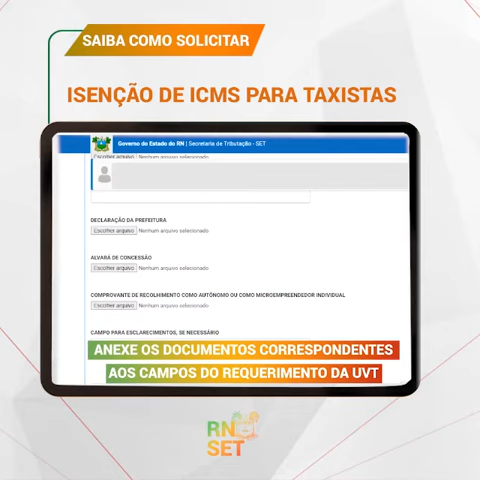 SAIBA COMO SOLICITAR
ISENÇÃO DE ICMS PARA TAXISTAS
Governo do Estado do RN | Secretaria de Tributação - SET
Escolher arquivo Nenhum arquivo selecionado
DECLARAÇÃO DA PREFEITURA
Escolher arquivo Nenhum arquivo selecionado
ALVARÁ DE CONCESSÃO
Escolher arquivo Nenhum arquivo selecionado
COMPROVANTE DE RECOLHIMENTO COMO AUTÔNOMO OU COMO MICROEMPREENDEDOR INDIVIDUAL
Escolher arquivo Nenhum arquivo selecionado
CAMPO PARA ESCLARECIMENTOS, SE NECESSÁRIO
ANEXE OS DOCUMENTOS CORRESPONDENTES
AOS CAMPOS DO REQUERIMENTO DA UVT
RN
SET